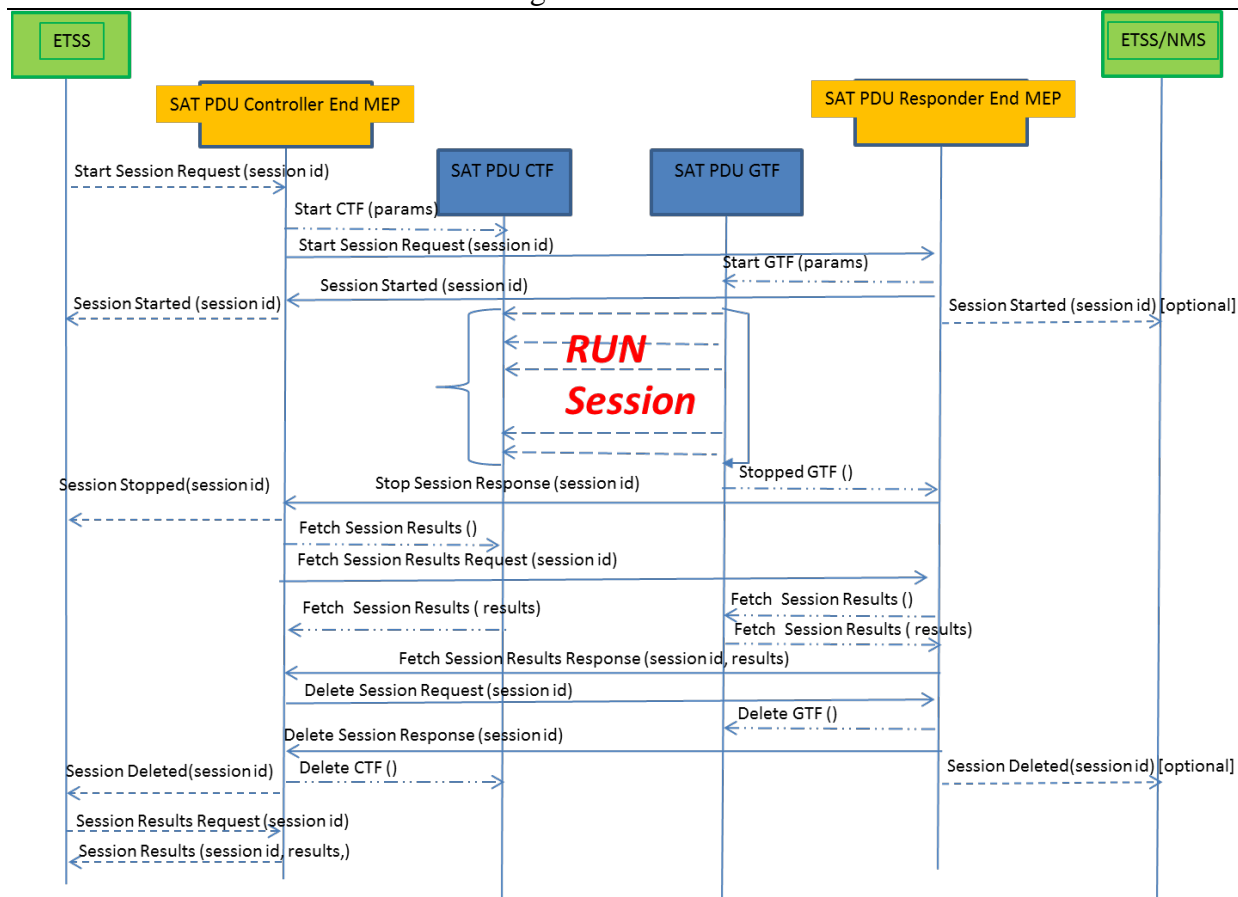 ETSS
ETSS/NMS
SAT PDU Controller End MEP
SAT PDU Responder End MEP
SAT PDU CTF
SAT PDU GTF
Start Session Request (session id)
Start CTF (params)
Start Session Request (session id)
Start GTF (params)
Session Started (session id)
Session Started (session id)
Session Started (session id) [optional]
RUN
Session
Stopped GTF ()
Stop Session Response (session id)
Session Stopped(session id)
Fetch Session Results ()
Fetch Session Results Request (session id)
Fetch Session Results ()
Fetch Session Results ( results)
Fetch Session Results ( results)
Fetch Session Results Response (session id, results)
Delete Session Request (session id)
Delete GTF ()
Delete Session Response (session id)
Session Deleted(session id)
Delete CTF ()
Session Deleted(session id) [optional]
Session Results Request (session id)
Session Results (session id, results,)